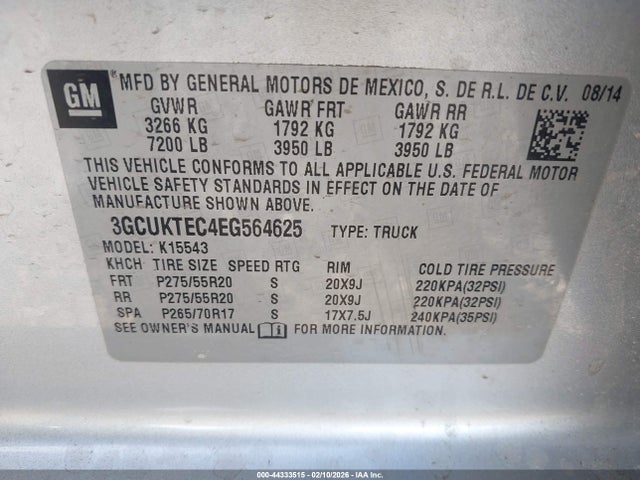 GM
MFD BY GENERAL MOTORS DE MEXICO, S. DE R.L. DE C.V. 08/14
GVWR GAWR FRT GAWR RR
3266 KG 1792 KG 1792 KG
7200 LB 3950 LB 3950 LB
THIS VEHICLE CONFORMS TO ALL APPLICABLE U.S. FEDERAL MOTOR
VEHICLE SAFETY STANDARDS IN EFFECT ON THE DATE OF
MANUFACTURE SHOWN ABOVE.
3GCUKTEC4EG564625 TYPE: TRUCK
MODEL: K15543
KHCH TIRE SIZE SPEED RTG RIM COLD TIRE PRESSURE
FRT P275/55R20 S 20X9J 220KPA(32PSI)
RR P275/55R20 S 20X9J 220KPA(32PSI)
SPA P265/70R17 S 17X7.5J 240KPA(35PSI)
SEE OWNER'S MANUAL FOR MORE INFORMATION
000-44333515 - 02/10/2026 - IAA Inc.